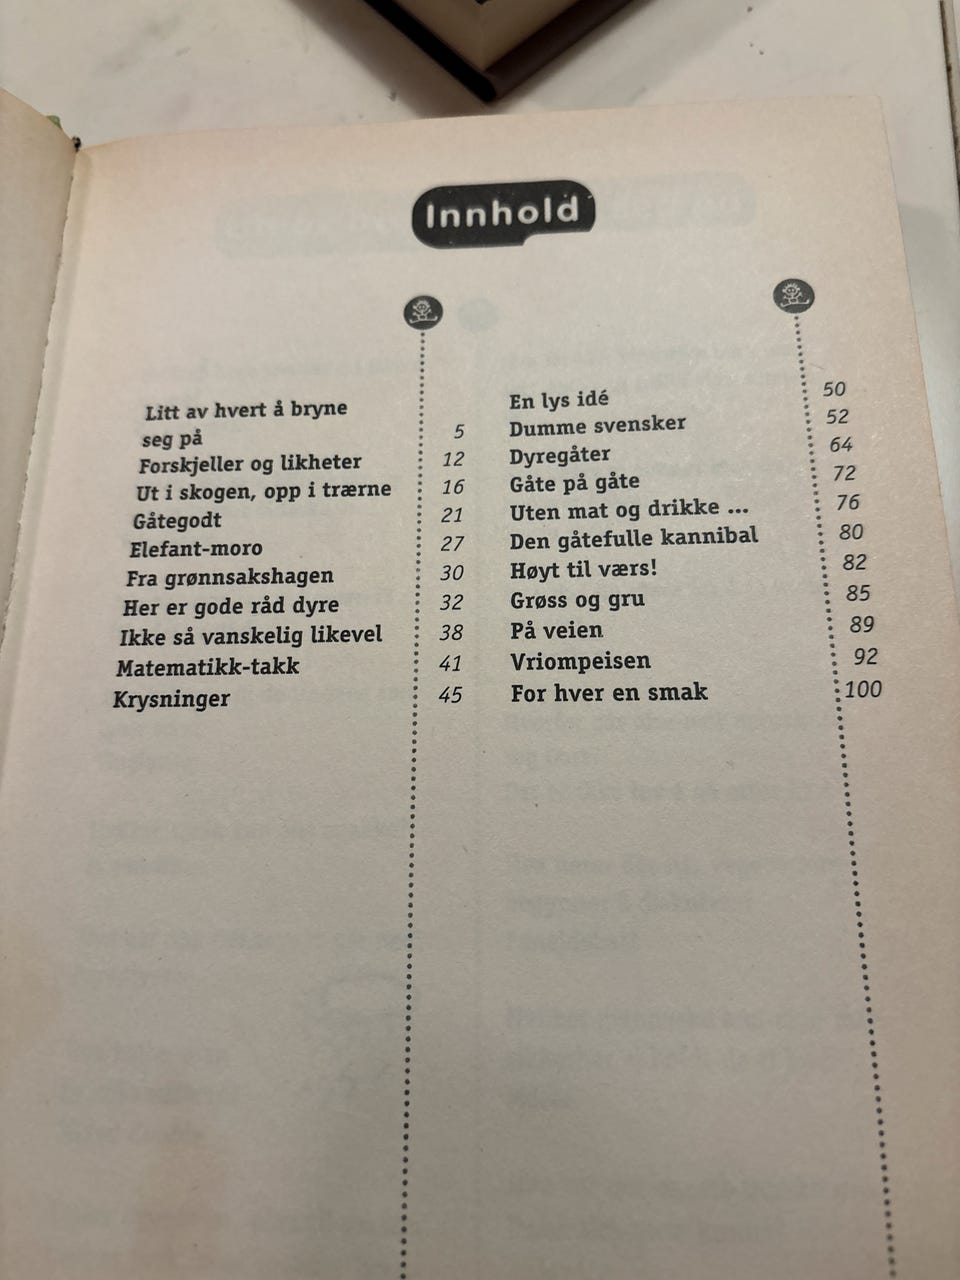 Innhold
Litt av hvert å bryne
seg på 5
Forskjeller og likheter 12
Ut i skogen, opp i trærne 16
Gåtegodt 21
Elefant-moro 27
Fra grønnsakshagen 30
Her er gode råd dyre 32
Ikke så vanskelig likevel 38
Matematikk-takk 41
Krysninger 45
En lys idé 50
Dumme svensker 52
Dyregåter 64
Gåte på gåte 72
Uten mat og drikke ... 76
Den gåtefulle kannibal 80
Høyt til værs! 82
Grøss og gru 85
På veien 89
Vriompeisen 92
For hver en smak 100